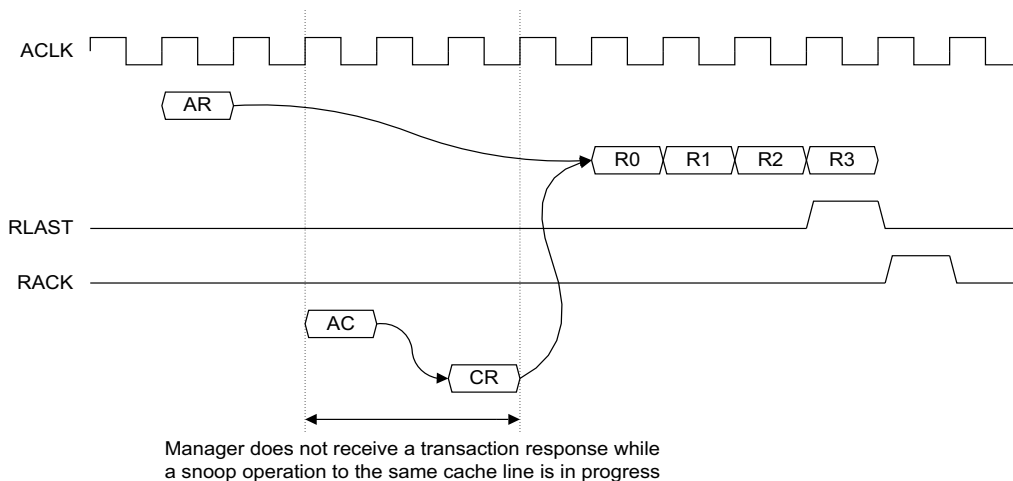 ACLK
AR
R0 R1 R2 R3
RLAST
RACK
AC
CR
Manager does not receive a transaction response while
a snoop operation to the same cache line is in progress